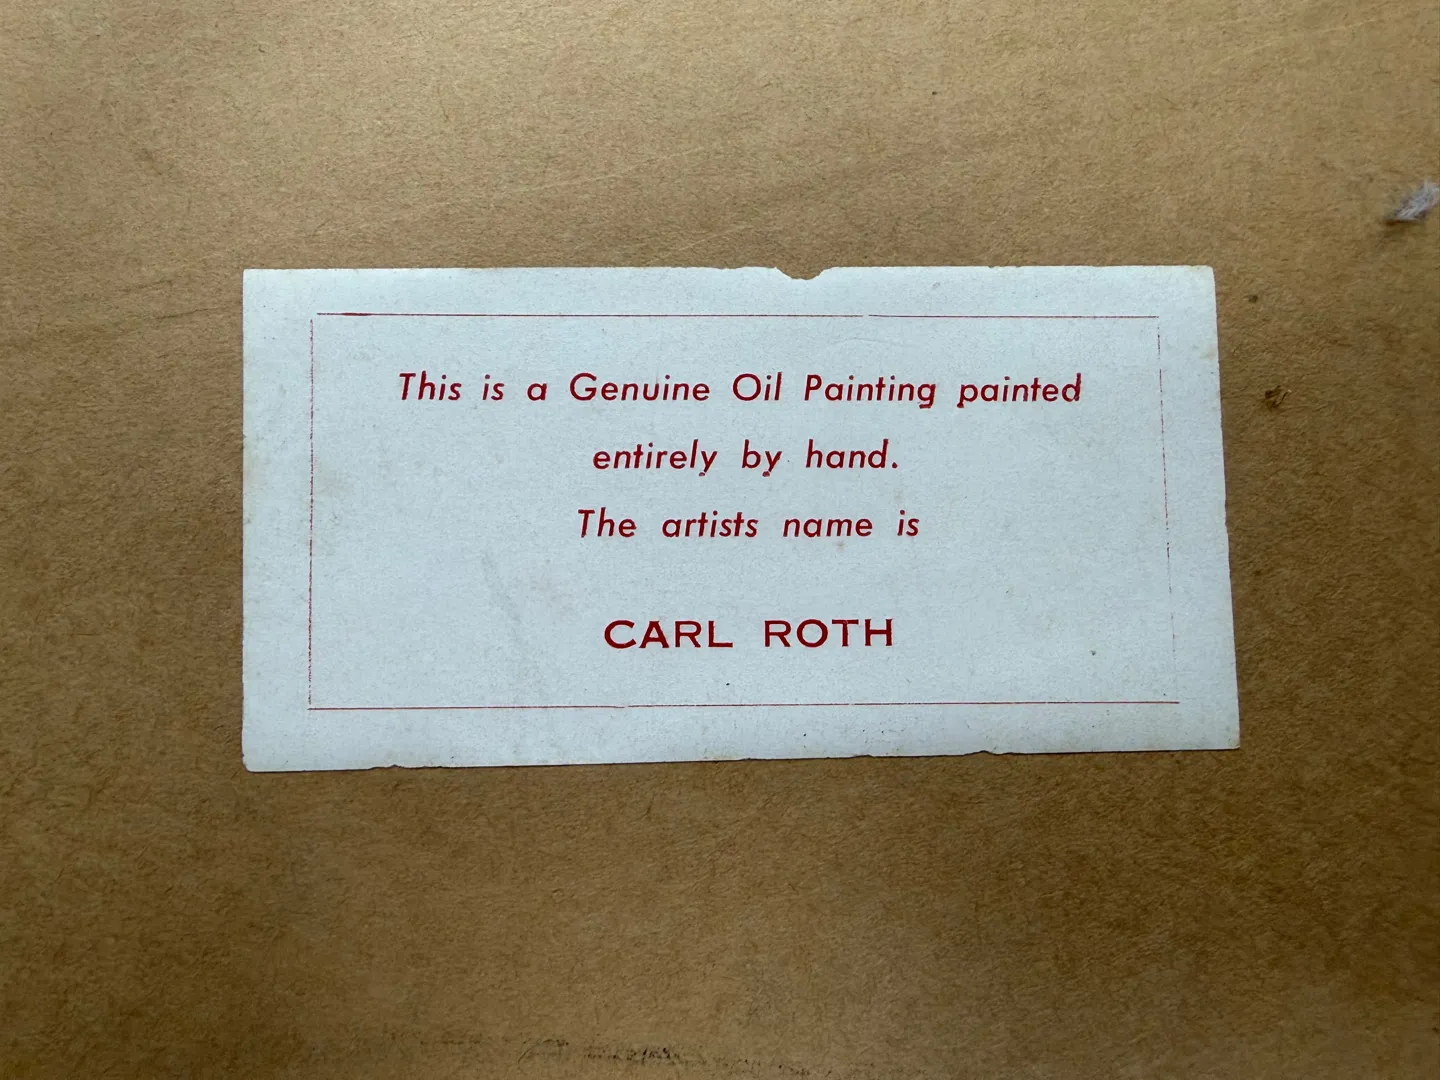 This is a Genuine Oil Painting painted
entirely by hand.
The artists name is
CARL ROTH